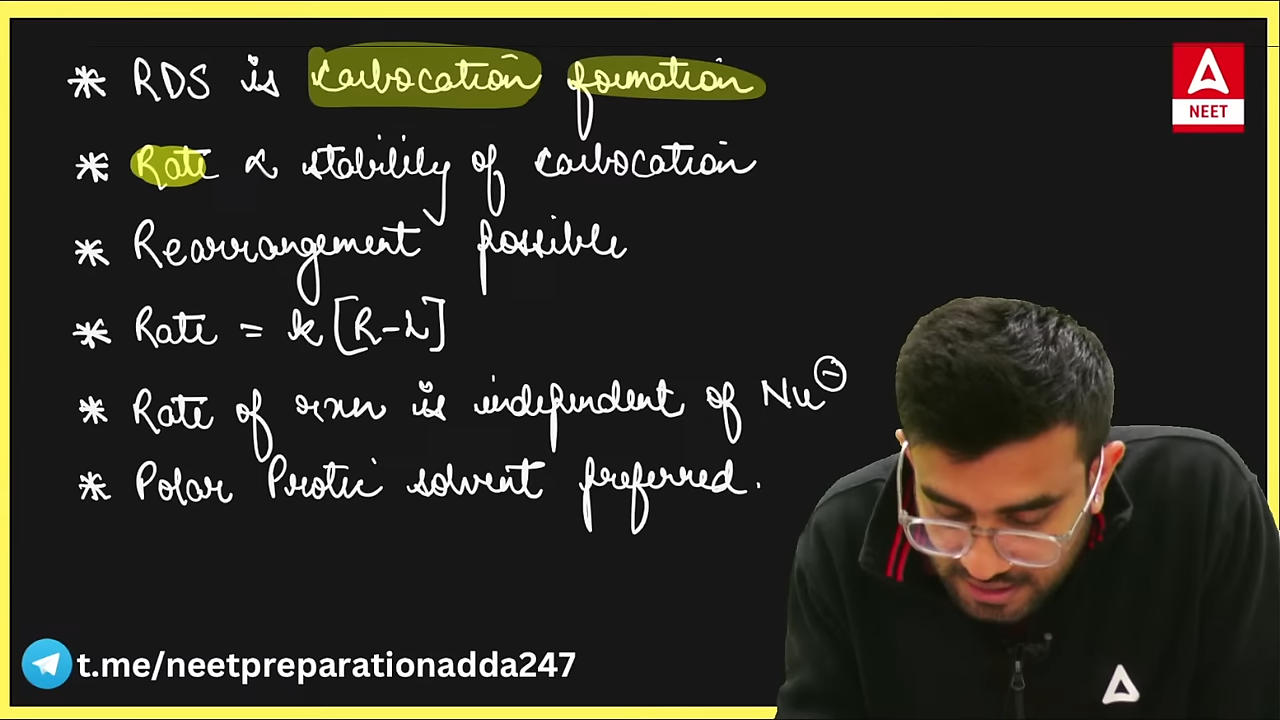 * RDS is carbocation formation
* Rate ∝ stability of carbocation
* Rearrangement possible
* Rate = k[R-L]
* Rate of rxn is independent of Nu⊖
* Polar Protic solvent preferred.
NEET
t.me/neetpreparationadda247